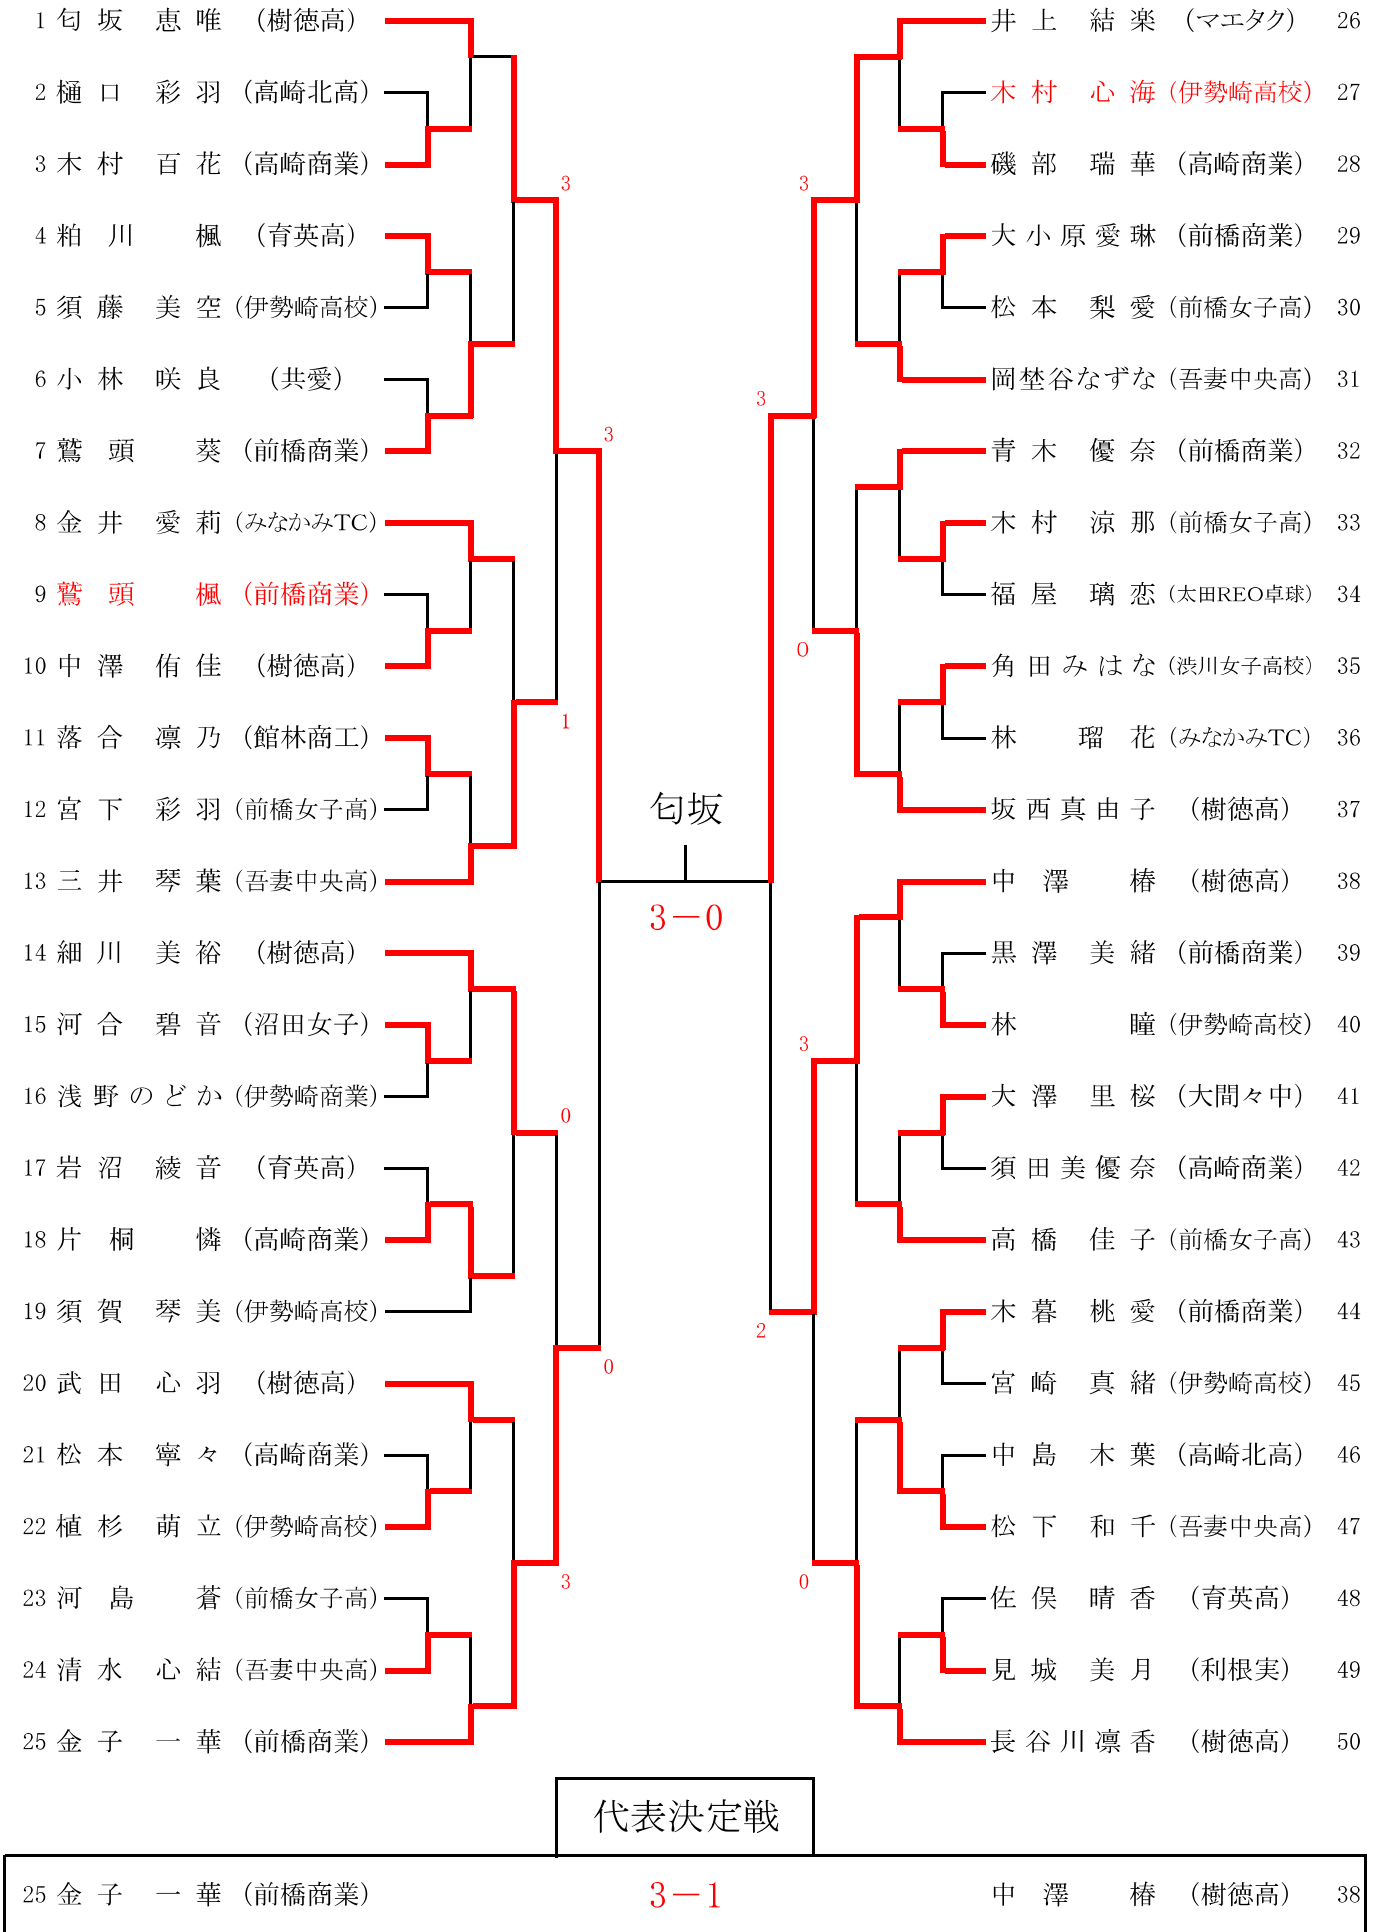 1 匂坂 恵唯 (樹徳高)
2 樋口 彩羽 (高崎北高)
3 木村 百花 (高崎商業)
4 粕川 楓 (育英高)
5 須藤 美空 (伊勢崎高校)
6 小林 咲良 (共愛)
7 鷲頭 葵 (前橋商業)
8 金井 愛莉 (みなかみTC)
9 鷲頭 楓 (前橋商業)
10 中澤 侑佳 (樹徳高)
11 落合 凛乃 (館林商工)
12 宮下 彩羽 (前橋女子高)
13 三井 琴葉 (吾妻中央高)
14 細川 美裕 (樹徳高)
15 河合 碧音 (沼田女子)
16 浅野のどか (伊勢崎商業)
17 岩沼 綾音 (育英高)
18 片桐 憐 (高崎商業)
19 須賀 琴美 (伊勢崎高校)
20 武田 心羽 (樹徳高)
21 松本 寧々 (高崎商業)
22 植杉 萌立 (伊勢崎高校)
23 河島 蒼 (前橋女子高)
24 清水 心結 (吾妻中央高)
25 金子 一華 (前橋商業)
3
3
1
0
0
3
匂坂
3−0
3
3
0
3
2
0
井上 結楽 (マエタク) 26
木村 心海 (伊勢崎高校) 27
磯部 瑞華 (高崎商業) 28
大小原愛琳 (前橋商業) 29
松本 梨愛 (前橋女子高) 30
岡埜谷なずな (吾妻中央高) 31
青木 優奈 (前橋商業) 32
木村 涼那 (前橋女子高) 33
福屋 璃恋 (太田REO卓球) 34
角田みはな (渋川女子高校) 35
林 瑠花 (みなかみTC) 36
坂西真由子 (樹徳高) 37
中澤 椿 (樹徳高) 38
黒澤 美緒 (前橋商業) 39
林 瞳 (伊勢崎高校) 40
大澤 里桜 (大間々中) 41
須田美優奈 (高崎商業) 42
高橋 佳子 (前橋女子高) 43
木暮 桃愛 (前橋商業) 44
宮崎 真緒 (伊勢崎高校) 45
中島 木葉 (高崎北高) 46
松下 和千 (吾妻中央高) 47
佐俣 晴香 (育英高) 48
見城 美月 (利根実) 49
長谷川凛香 (樹徳高) 50
代表決定戦
25 金子 一華 (前橋商業) 3−1 中澤 椿 (樹徳高) 38